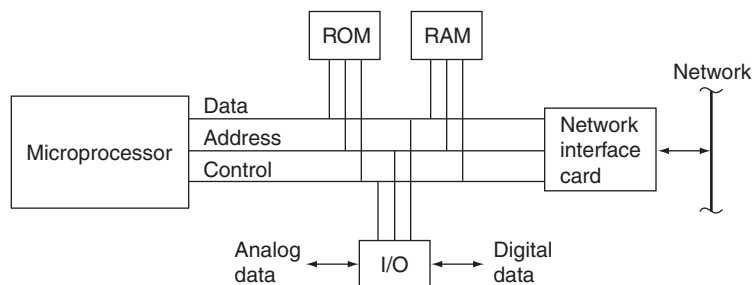 ROM
RAM
Network
Data
Address
Control
Microprocessor
Network
interface
card
Analog
data
I/O
Digital
data